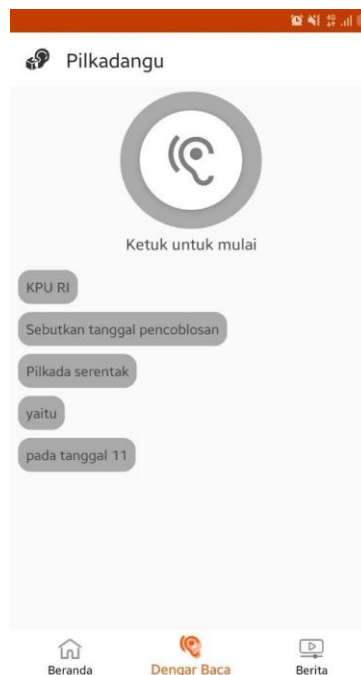 Pilkadangu
Ketuk untuk mulai
KPU RI
Sebutkan tanggal pencoblosan
Pilkada serentak
yaitu
pada tanggal 11
Beranda
Dengar Baca
Berita